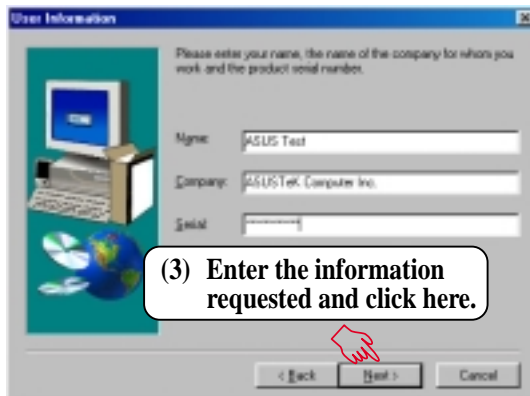 User Information
Please enter your name, the name of the company for whom you
work and the product serial number.
Name:
ASUS Test
Company:
ASUSTeK Computer Inc.
Serial:
(3) Enter the information
requested and click here.
< Back
Next >
Cancel